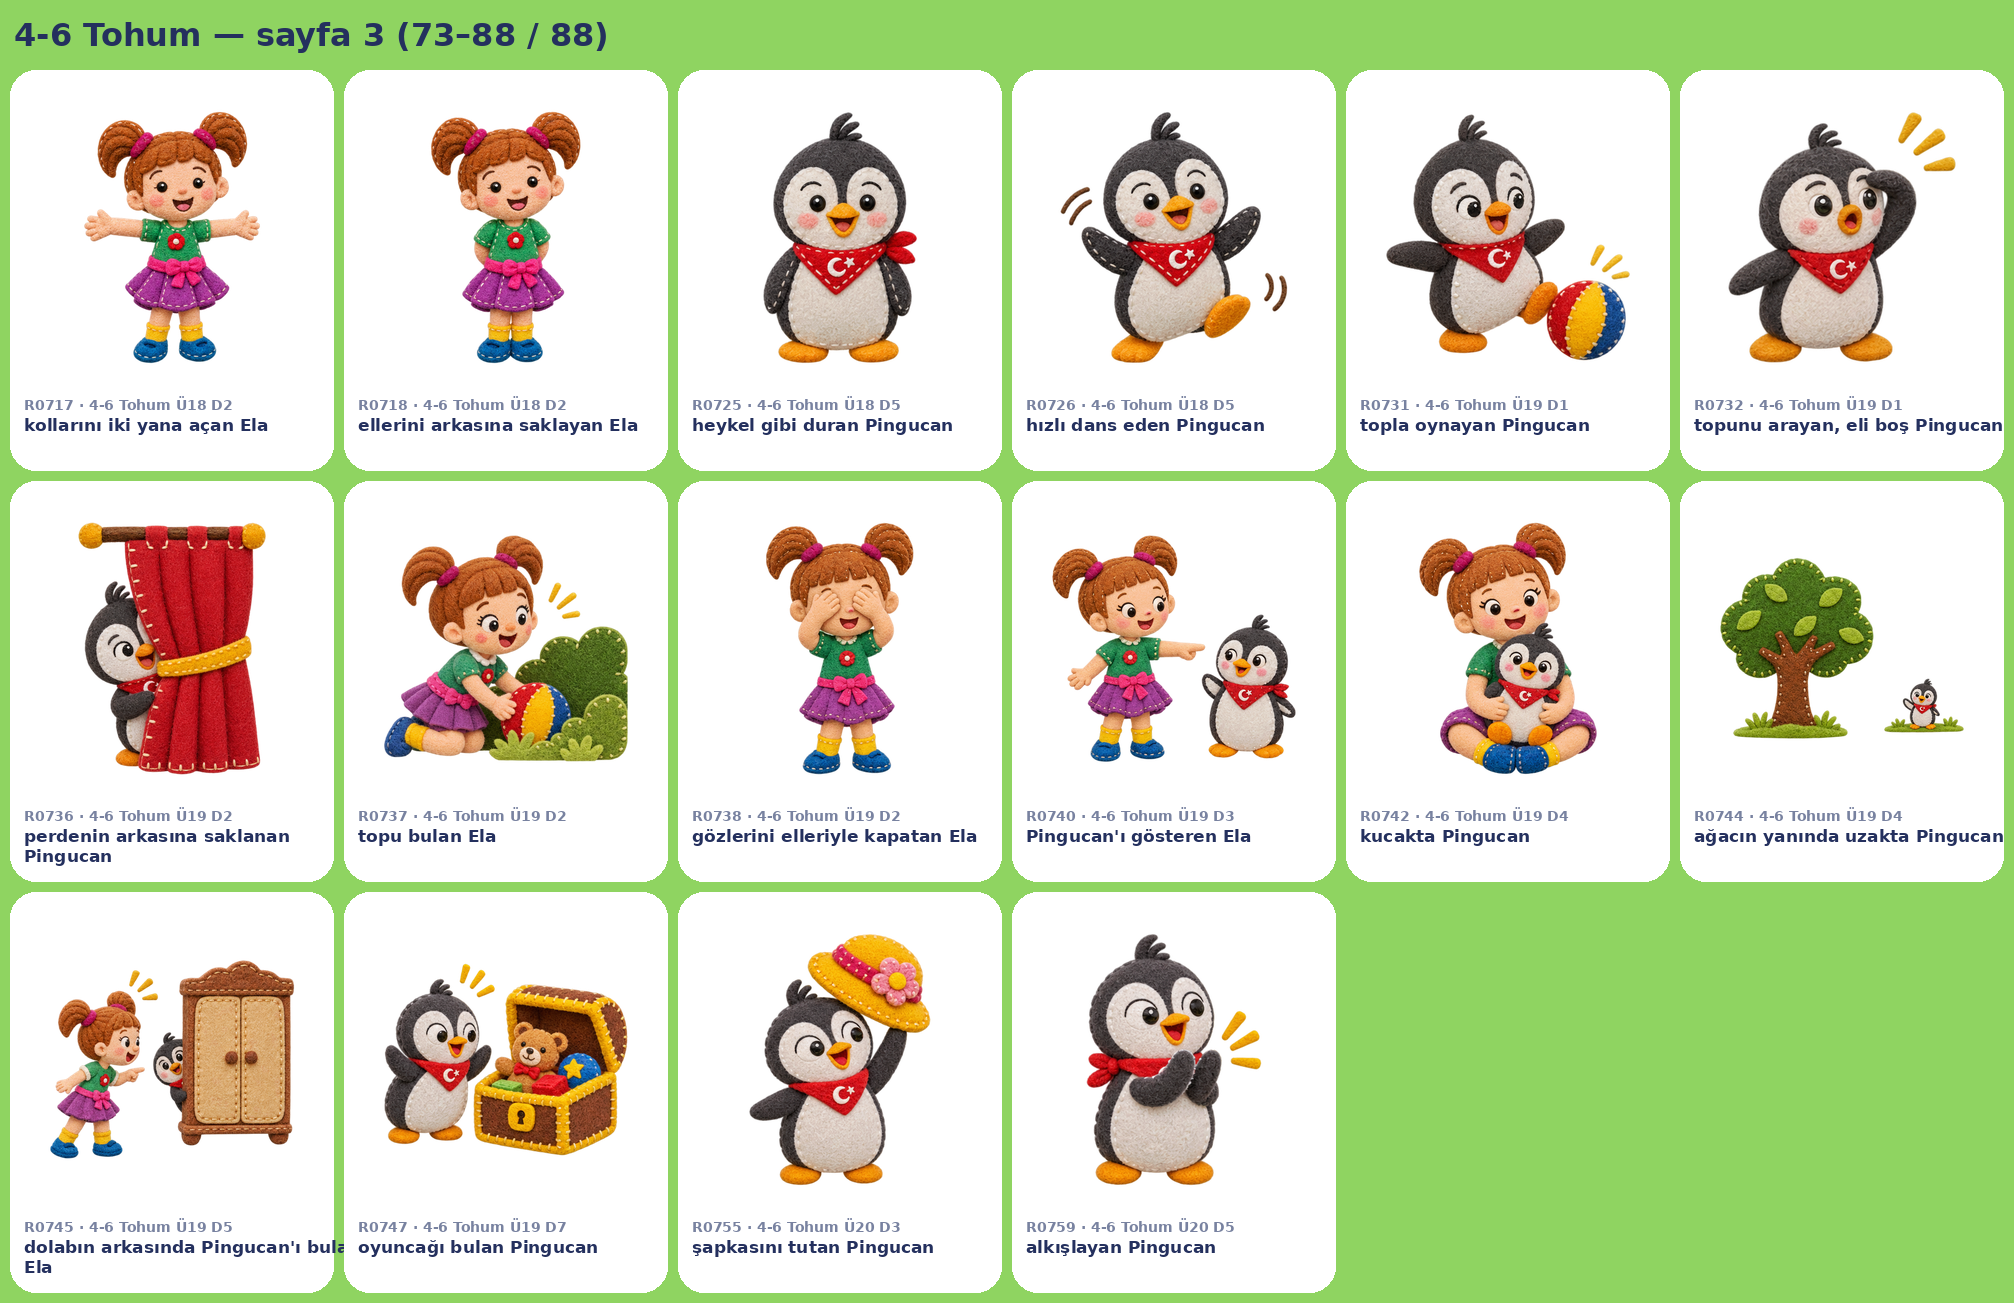 4-6 Tohum — sayfa 3 (73–88 / 88)
R0717 · 4-6 Tohum Ü18 D2
kollarını iki yana açan Ela
R0718 · 4-6 Tohum Ü18 D2
ellerini arkasına saklayan Ela
R0725 · 4-6 Tohum Ü18 D5
heykel gibi duran Pingucan
R0726 · 4-6 Tohum Ü18 D5
hızlı dans eden Pingucan
R0731 · 4-6 Tohum Ü19 D1
topla oynayan Pingucan
R0732 · 4-6 Tohum Ü19 D1
topunu arayan, eli boş Pingucan
R0736 · 4-6 Tohum Ü19 D2
perdenin arkasına saklanan
Pingucan
R0737 · 4-6 Tohum Ü19 D2
topu bulan Ela
R0738 · 4-6 Tohum Ü19 D2
gözlerini elleriyle kapatan Ela
R0740 · 4-6 Tohum Ü19 D3
Pingucan'ı gösteren Ela
R0742 · 4-6 Tohum Ü19 D4
kucakta Pingucan
R0744 · 4-6 Tohum Ü19 D4
ağacın yanında uzakta Pingucan
R0745 · 4-6 Tohum Ü19 D5
dolabın arkasında Pingucan'ı bula
Ela
R0747 · 4-6 Tohum Ü19 D7
oyuncağı bulan Pingucan
R0755 · 4-6 Tohum Ü20 D3
şapkasını tutan Pingucan
R0759 · 4-6 Tohum Ü20 D5
alkışlayan Pingucan